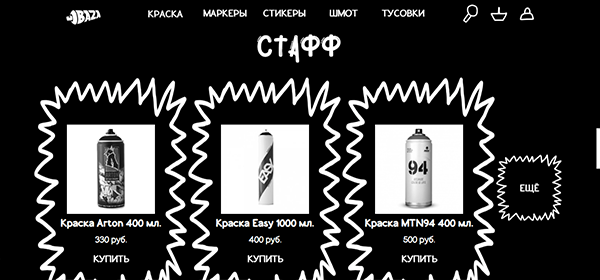 КРАСКА МАРКЕРЫ СТИКЕРЫ ШМОТ ТУСОВКИ
СТАФФ
94
Краска Arton 400 мл.
330 руб.
КУПИТЬ
Краска Easy 1000 мл.
400 руб.
КУПИТЬ
Краска MTN94 400 мл.
500 руб.
КУПИТЬ
ЕЩЁ